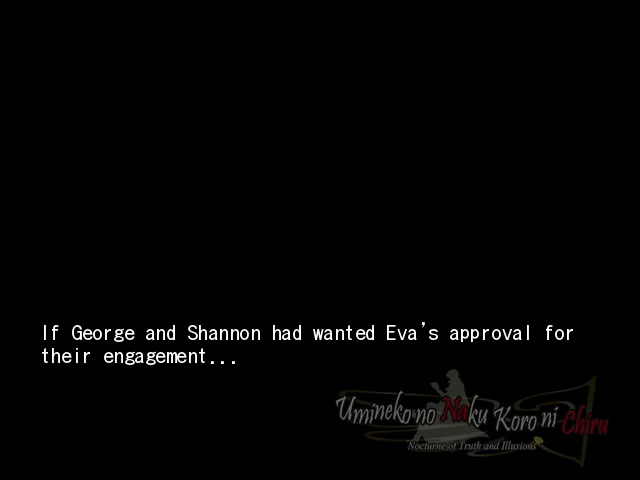 If George and Shannon had wanted Eva's approval for
their engagement...
Umineko no Naku Koro ni Chiru
Nocturne of Truth and Illusions